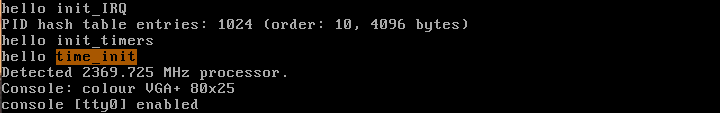 hello init_IRQ
PID hash table entries: 1024 (order: 10, 4096 bytes)
hello init_timers
hello time_init
Detected 2369.725 MHz processor.
Console: colour VGA+ 80x25
console [tty0] enabled